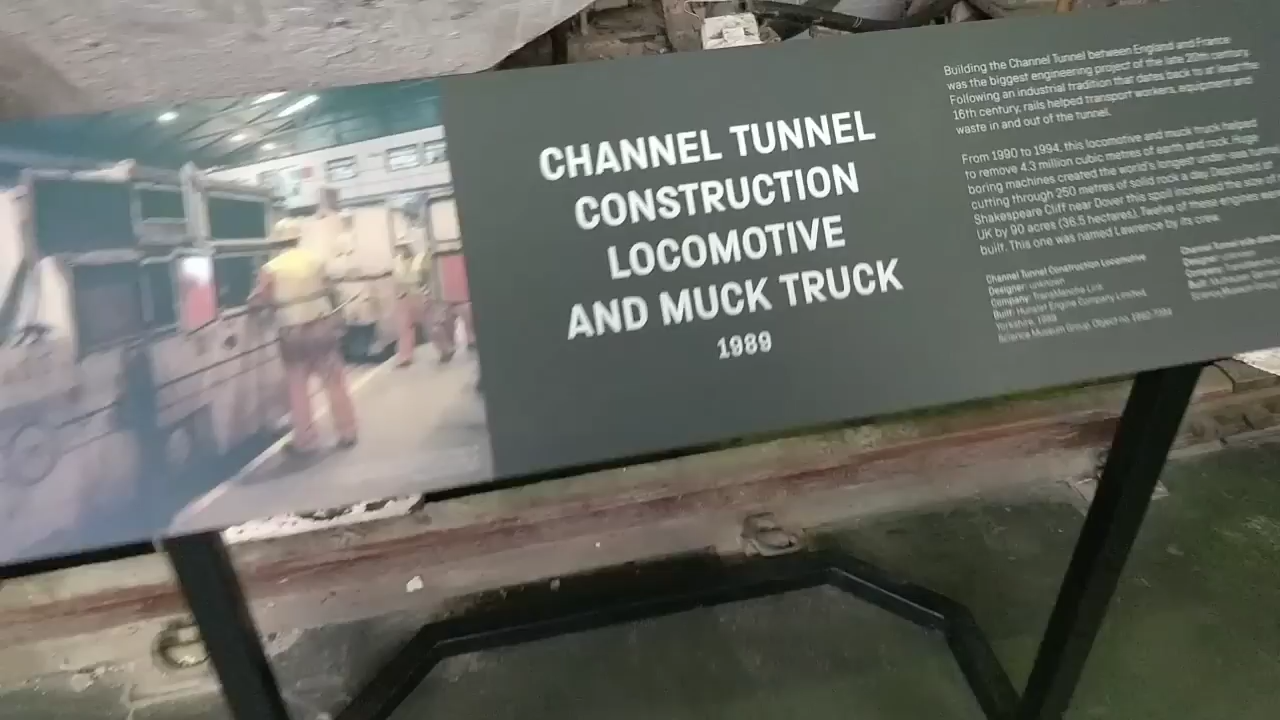 CHANNEL TUNNEL
CONSTRUCTION
LOCOMOTIVE
AND MUCK TRUCK
1989
Building the Channel Tunnel between England and France
was the biggest engineering project of the late 20th century.
Following an industrial tradition that dates back to at least the
16th century, rails helped transport workers, equipment and
waste in and out of the tunnel.
From 1990 to 1994, this locomotive and muck truck helped
to remove 4.3 million cubic metres of earth and rock. Huge
boring machines created the world's longest under-sea tunnel
cutting through 250 metres of solid rock a day. Deposited at
Shakespeare Cliff near Dover this spoil increased the size of
UK by 90 acres (36.5 hectares). Twelve of these engines were
built. This one was named Lawrence by its crew.
Channel Tunnel Construction Locomotive
Designer: unknown
Company: Transmanche Link
Built: Hunslet Engine Company Limited,
Yorkshire, 1989
Science Museum Group Object no.